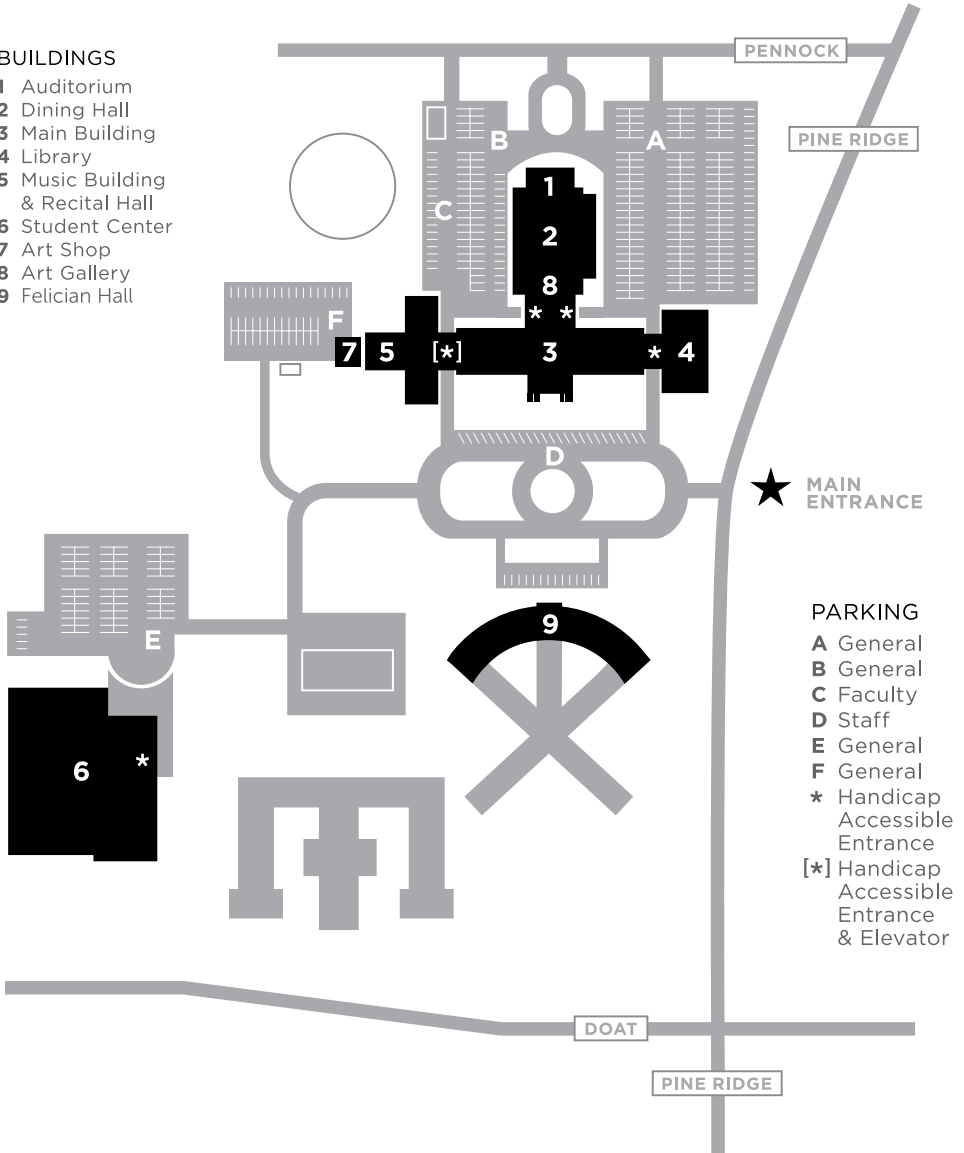 BUILDINGS
1 Auditorium
2 Dining Hall
3 Main Building
4 Library
5 Music Building
& Recital Hall
6 Student Center
7 Art Shop
8 Art Gallery
9 Felician Hall
PENNOCK
PINE RIDGE
B
A
1
C
2
8
F
* *
7
5
[*]
3
*
4
D
MAIN
ENTRANCE
9
E
6
*
PARKING
A General
B General
C Faculty
D Staff
E General
F General
* Handicap
Accessible
Entrance
[*] Handicap
Accessible
Entrance
& Elevator
DOAT
PINE RIDGE